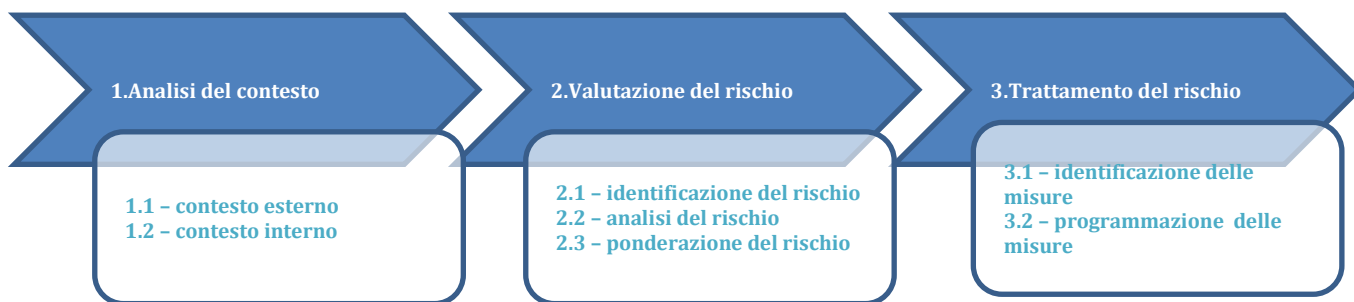 1.Analisi del contesto
2.Valutazione del rischio
3.Trattamento del rischio
1.1 – contesto esterno
1.2 – contesto interno
2.1 – identificazione del rischio
2.2 – analisi del rischio
2.3 – ponderazione del rischio
3.1 – identificazione delle
misure
3.2 – programmazione  delle
misure